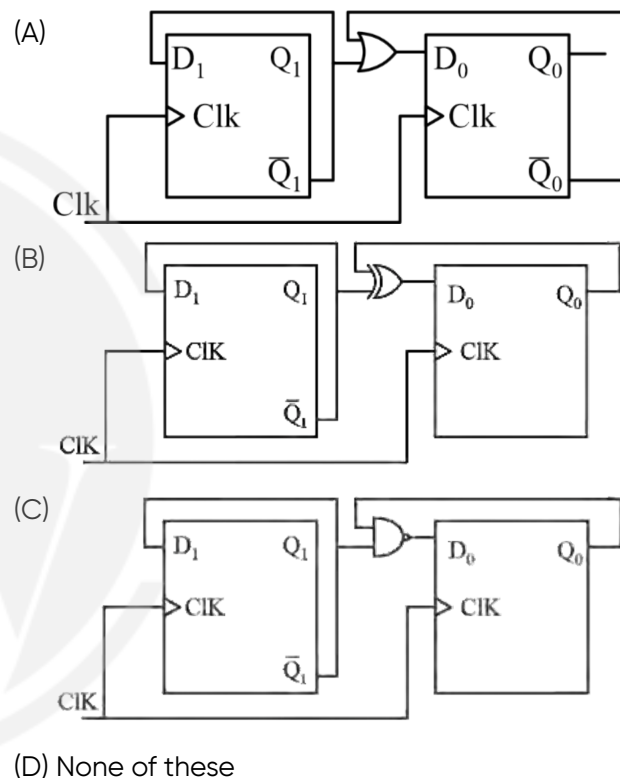 (A)
D₁ Q₁ D₀ Q₀
Clk Clk
Q̅₁ Q̅₀
Clk
(B)
D₁ Q₁ D₀ Q₀
ClK ClK
Q̅₁
ClK
(C)
D₁ Q₁ D₀ Q₀
ClK ClK
Q̅₁
ClK
(D) None of these